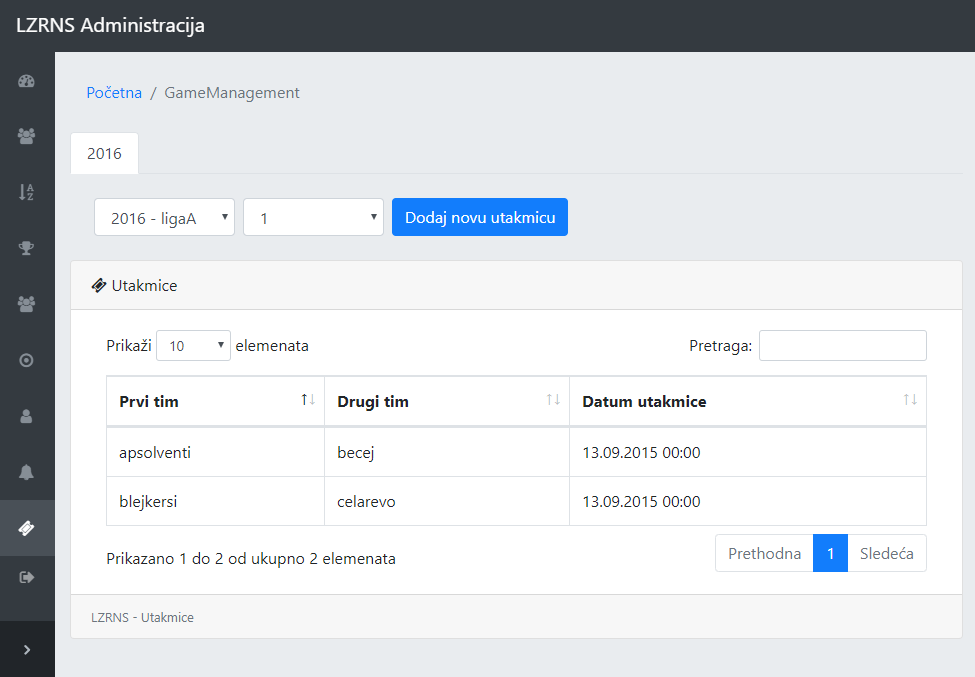 LZRNS Administracija
Početna / GameManagement
2016
2016 - ligaA 1 Dodaj novu utakmicu
Utakmice
Prikaži 10 elemenata Pretraga:
Prvi tim Drugi tim Datum utakmice
apsolventi becej 13.09.2015 00:00
blejkersi celarevo 13.09.2015 00:00
Prikazano 1 do 2 od ukupno 2 elemenata Prethodna 1 Sledeća
LZRNS - Utakmice